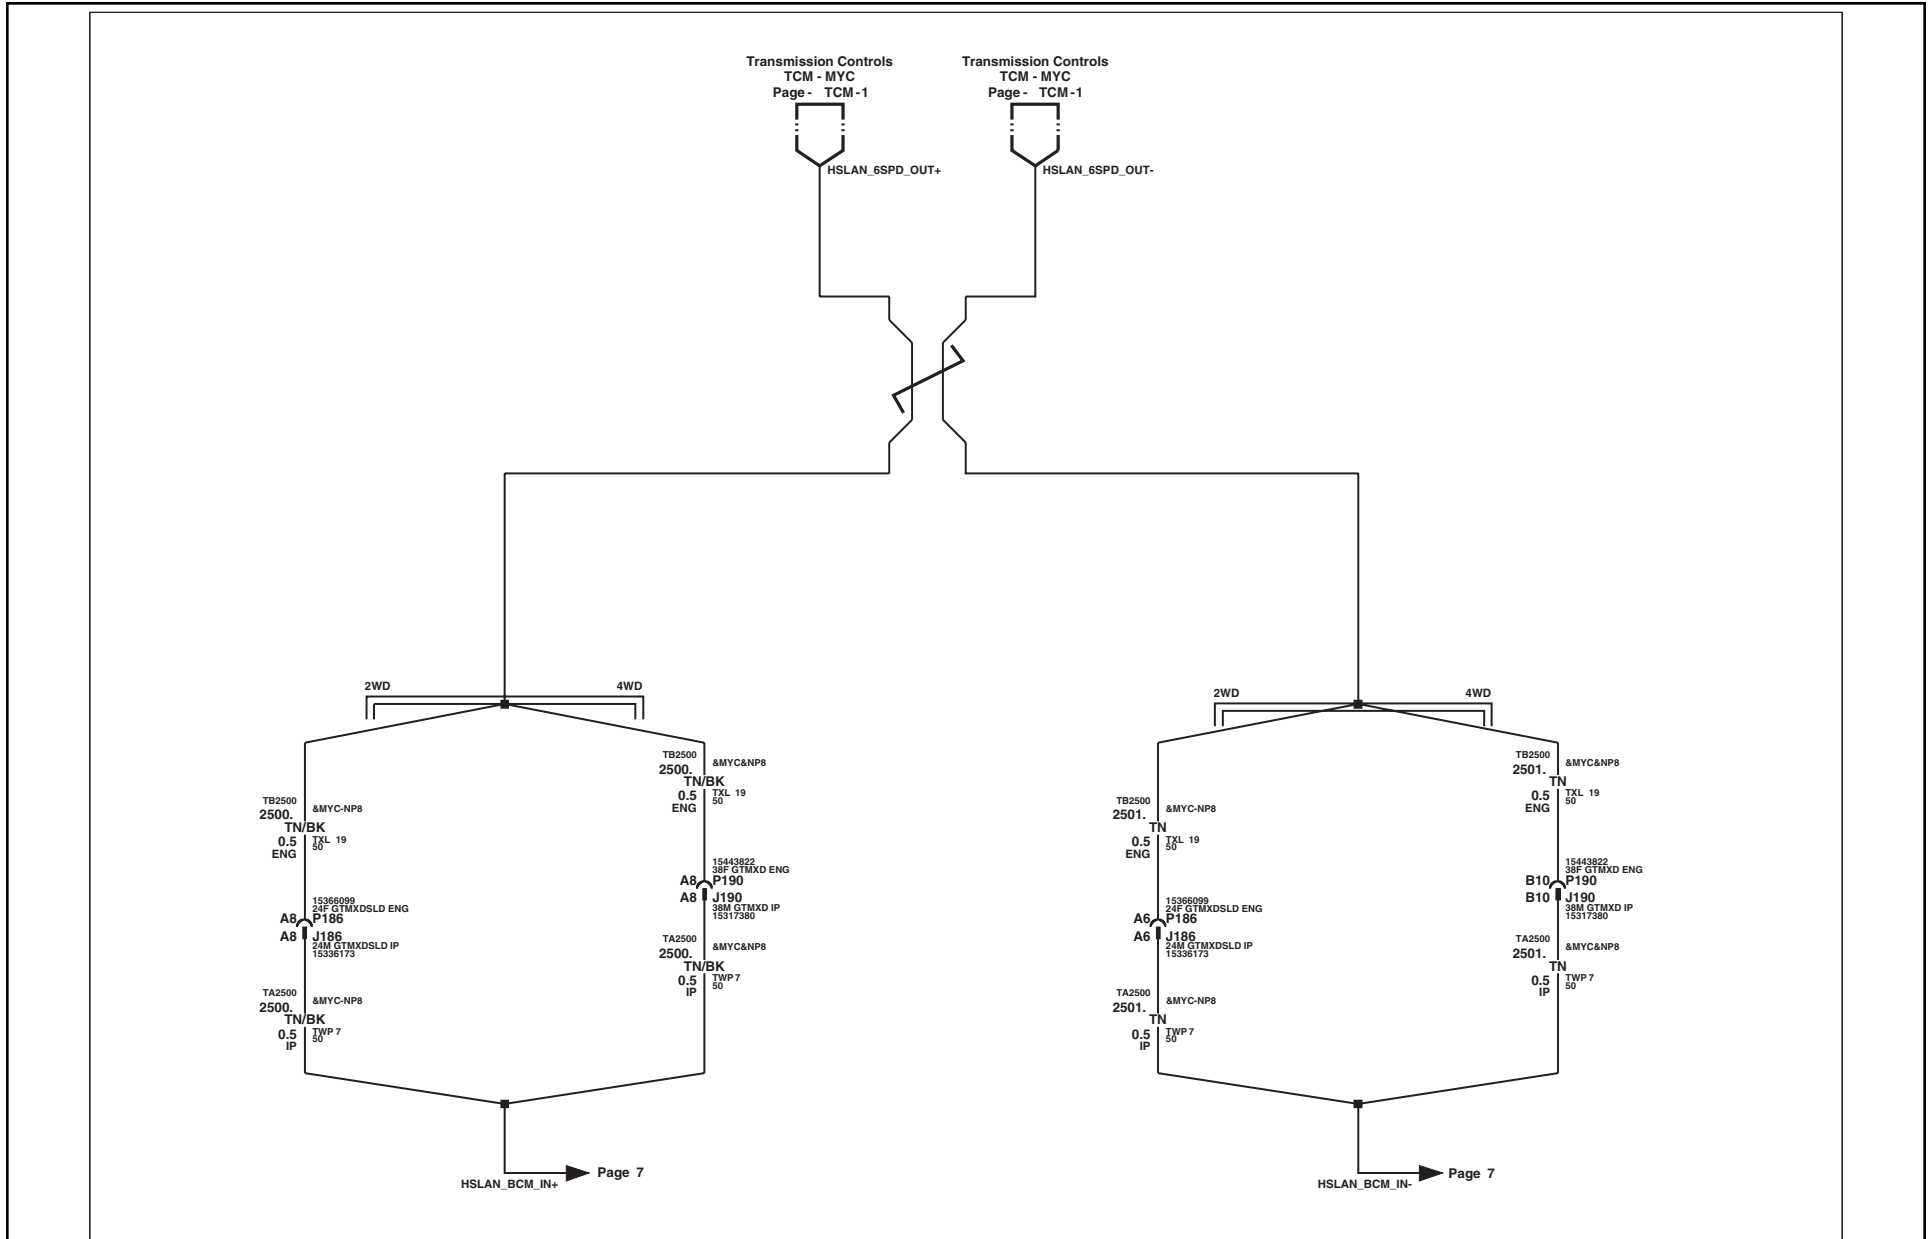 Transmission Controls
TCM - MYC
Page - TCM -1
HSLAN_6SPD_OUT+
Transmission Controls
TCM - MYC
Page - TCM -1
HSLAN_6SPD_OUT-
2WD
4WD
TB2500
2500.
&MYC-NP8
TN/BK
0.5
TXL 19
50
ENG
15366099
24F GTMXDSLD ENG
A8
P186
A8
J186
24M GTMXDSLD IP
15336173
TA2500
2500.
&MYC-NP8
TN/BK
0.5
TWP 7
50
IP
TB2500
2500.
&MYC&NP8
TN/BK
0.5
TXL 19
50
ENG
15443822
38F GTMXD ENG
A8
P190
A8
J190
38M GTMXD IP
15317380
TA2500
2500.
&MYC&NP8
TN/BK
0.5
TWP 7
50
IP
HSLAN_BCM_IN+
Page 7
2WD
4WD
TB2500
2501.
&MYC-NP8
TN
0.5
TXL 19
50
ENG
15366099
24F GTMXDSLD ENG
A6
P186
A6
J186
24M GTMXDSLD IP
15336173
TA2500
2501.
&MYC-NP8
TN
0.5
TWP 7
50
IP
TB2500
2501.
&MYC&NP8
TN
0.5
TXL 19
50
ENG
15443822
38F GTMXD ENG
B10
P190
B10
J190
38M GTMXD IP
15317380
TA2500
2501.
&MYC&NP8
TN
0.5
TWP 7
50
IP
HSLAN_BCM_IN-
Page 7